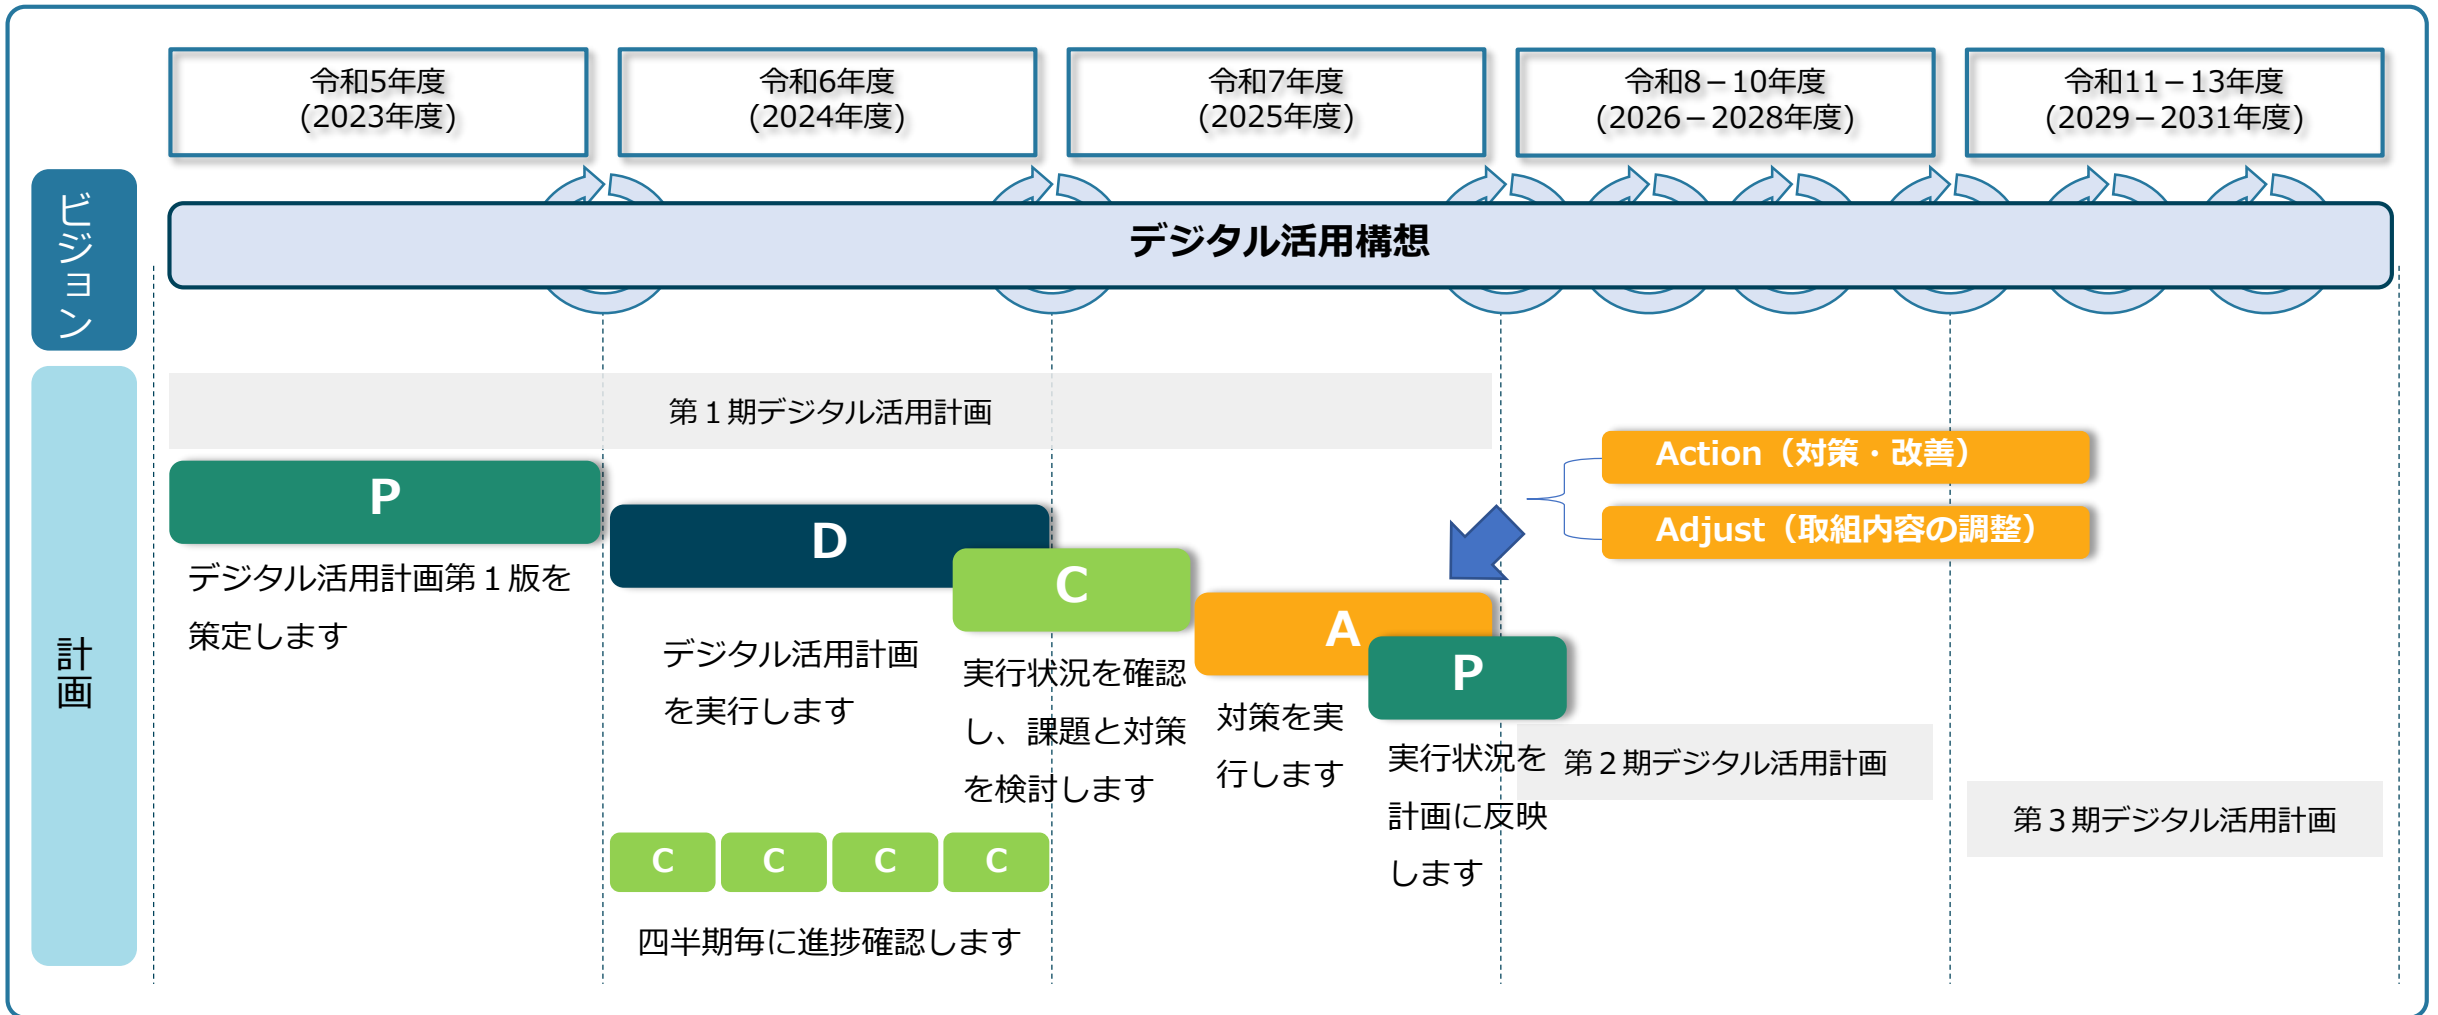 令和5年度
(2023年度)
令和6年度
(2024年度)
令和7年度
(2025年度)
令和8－10年度
(2026－2028年度)
令和11－13年度
(2029－2031年度)
ビジョン
デジタル活用構想
計画
第１期デジタル活用計画
P
デジタル活用計画第１版を
策定します
D
デジタル活用計画
を実行します
C
実行状況を確認
し、課題と対策
を検討します
A
対策を実
行します
P
実行状況を
計画に反映
します
Action（対策・改善）
Adjust（取組内容の調整）
第２期デジタル活用計画
第３期デジタル活用計画
C
C
C
C
四半期毎に進捗確認します